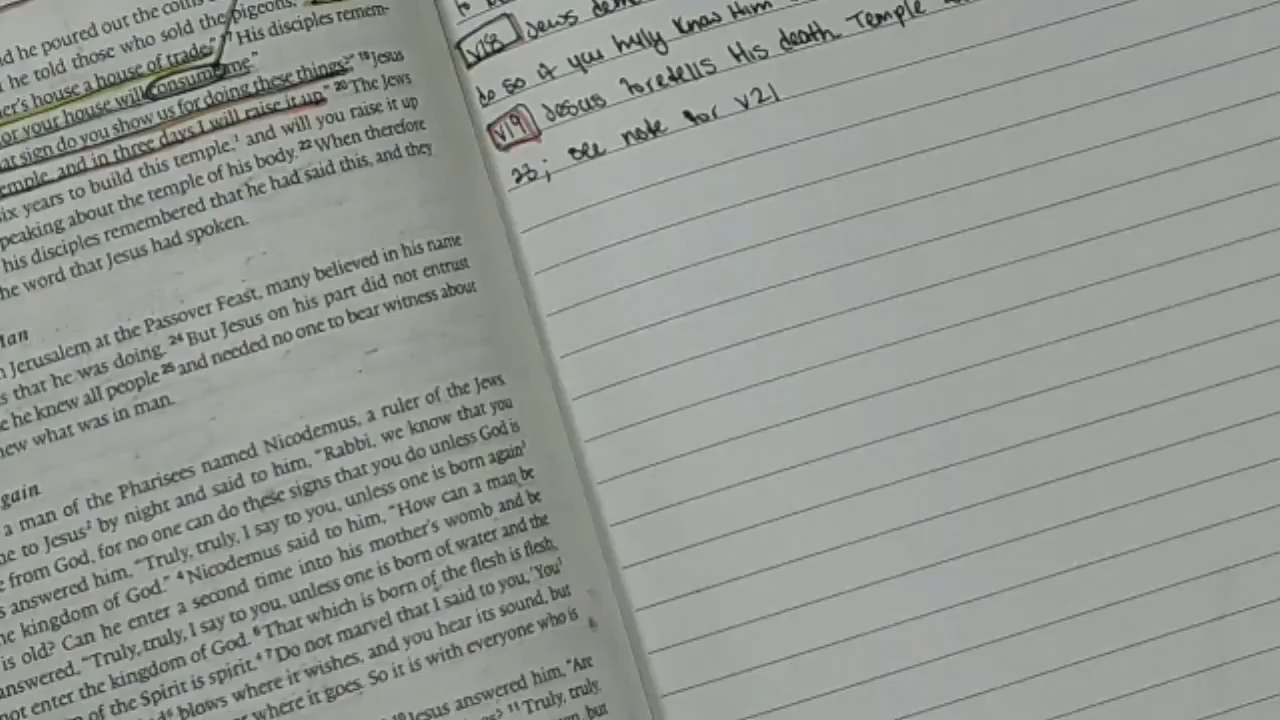 he poured out the coins
he told those who sold the pigeons,
er's house a house of trade." 17 His disciples remem-
or your house will consume me."
at sign do you show us for doing these things?" 19 Jesus
emple, and in three days I will raise it up." 20 The Jews
six years to build this temple,1 and will you raise it up
peaking about the temple of his body. 22 When therefore
his disciples remembered that he had said this, and they
he word that Jesus had spoken.
Man
n Jerusalem at the Passover Feast, many believed in his name
s that he was doing. 24 But Jesus on his part did not entrust
e he knew all people 25 and needed no one to bear witness about
new what was in man.
gain
a man of the Pharisees named Nicodemus, a ruler of the Jews.
e to Jesus2 by night and said to him, "Rabbi, we know that you
e from God, for no one can do these signs that you do unless God is
s answered him, "Truly, truly, I say to you, unless one is born again3
he kingdom of God." 4 Nicodemus said to him, "How can a man be
is old? Can he enter a second time into his mother's womb and be
answered, "Truly, truly, I say to you, unless one is born of water and the
not enter the kingdom of God. 6 That which is born of the flesh is flesh,
n of the Spirit is spirit.4 7 Do not marvel that I said to you, 'You5
blows where it wishes, and you hear its sound, but
where it goes. So it is with everyone who is
10 Jesus answered him, "Are
11 Truly, truly,
but
v18 Jews
do so if you fully knew Him
v19 Jesus foretells His death Temple
see note for v21